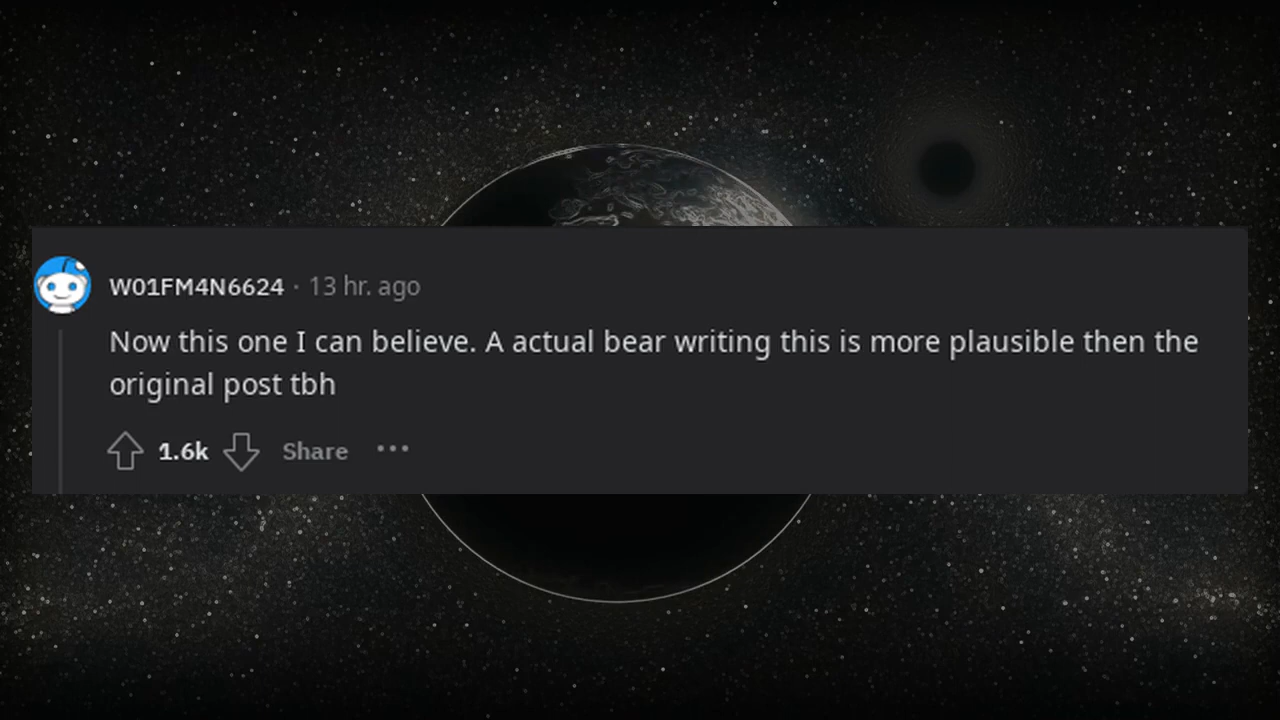 W01FM4N6624 · 13 hr. ago
Now this one I can believe. A actual bear writing this is more plausible then the
original post tbh
1.6k Share ···